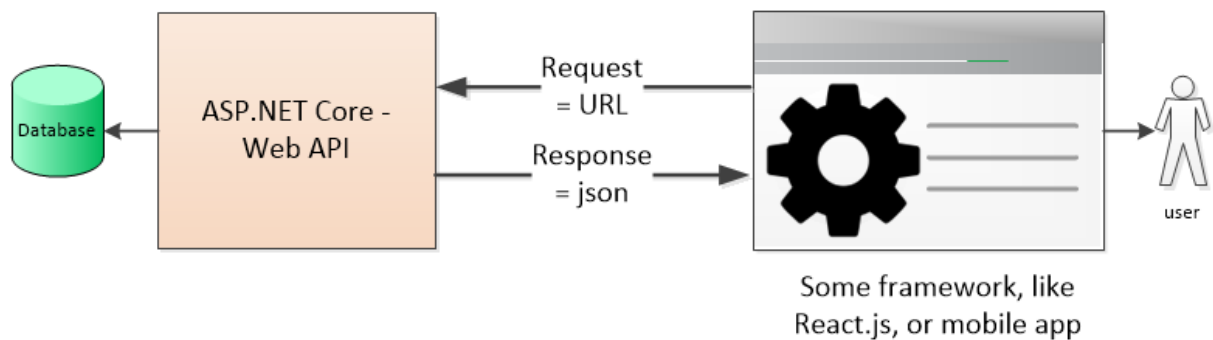 Database
ASP.NET Core -
Web API
Request
= URL
Response
= json
user
Some framework, like
React.js, or mobile app